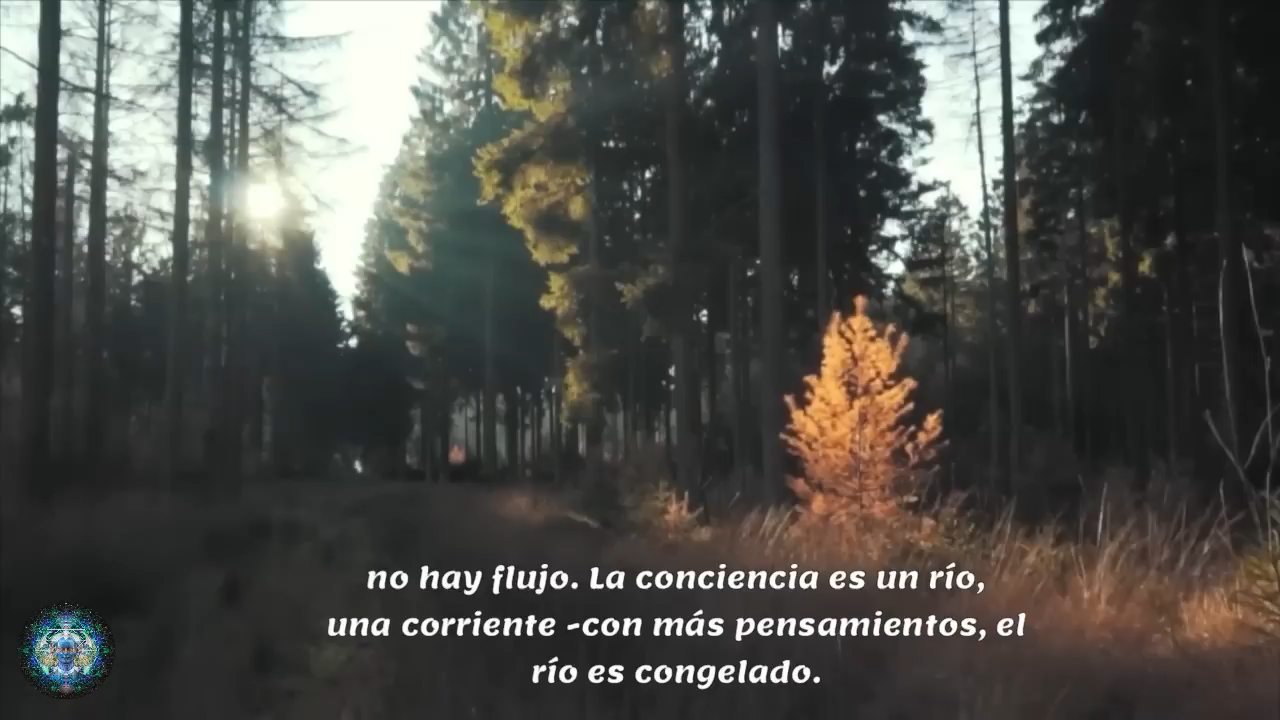 no hay flujo. La conciencia es un río,
una corriente -con más pensamientos, el
río es congelado.